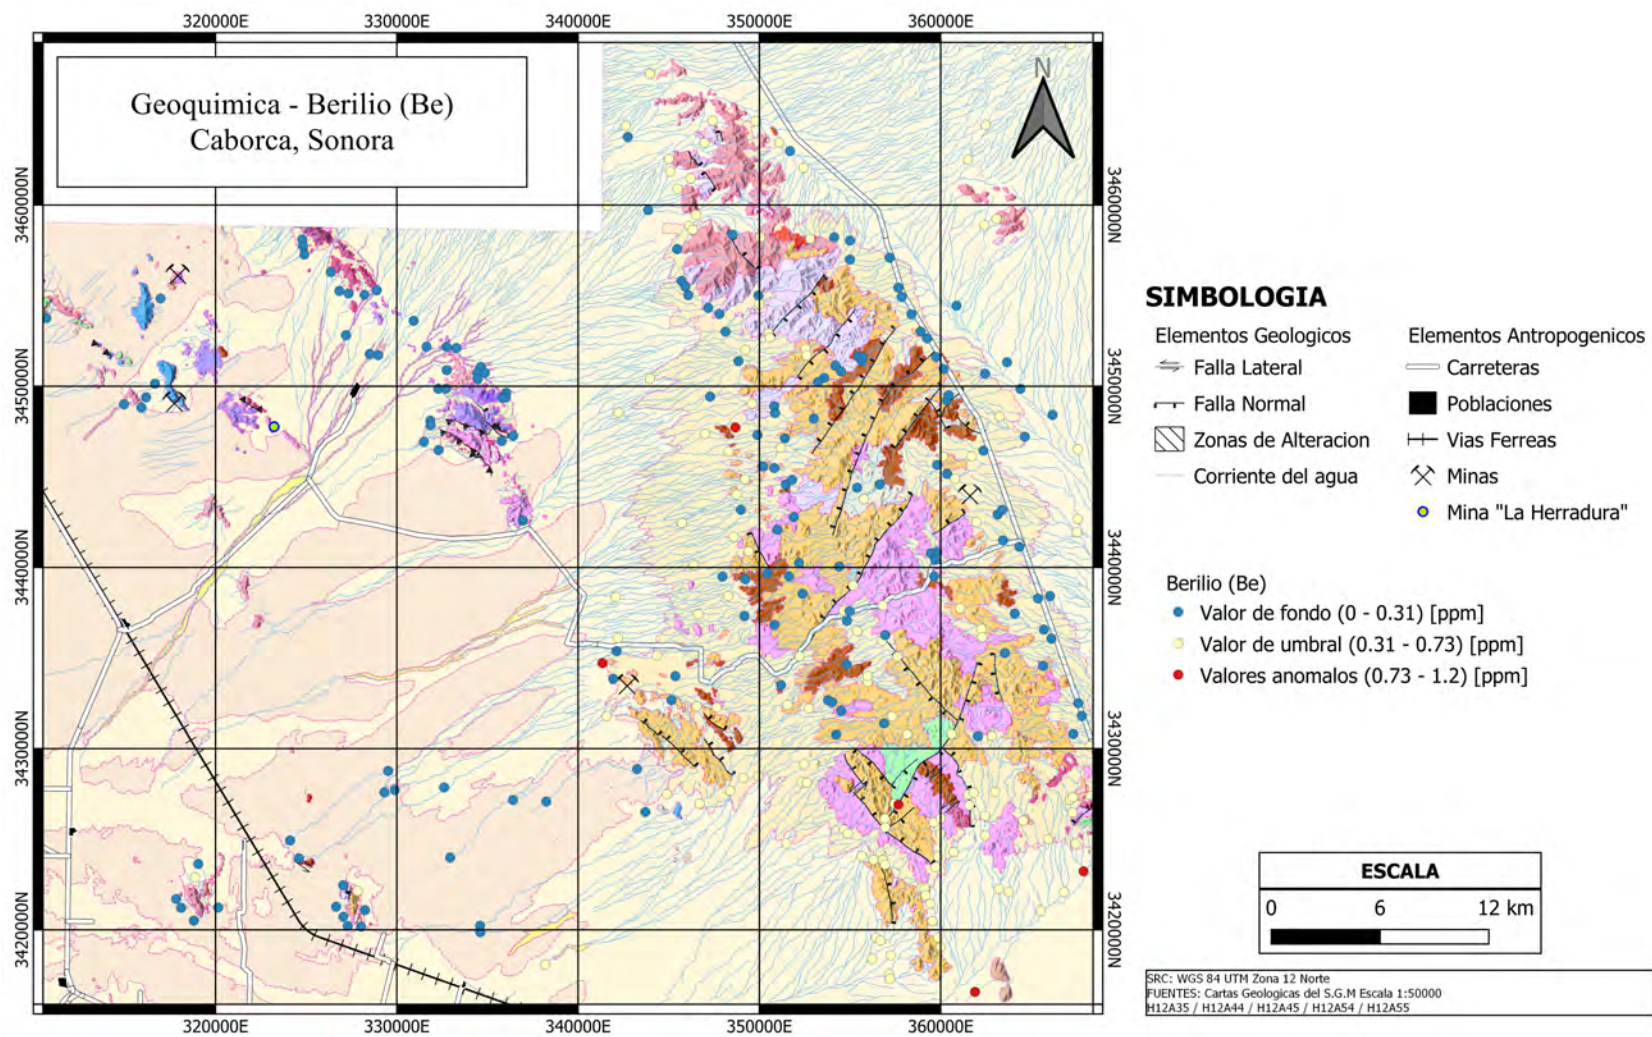 320000E
330000E
340000E
350000E
360000E
Geoquimica - Berilio (Be)
Caborca, Sonora
N
3460000N
3450000N
3440000N
3430000N
3420000N
3460000N
3450000N
3440000N
3430000N
3420000N
320000E
330000E
340000E
350000E
360000E
SIMBOLOGIA
Elementos Geologicos
Falla Lateral
Falla Normal
Zonas de Alteracion
Corriente del agua
Elementos Antropogenicos
Carreteras
Poblaciones
Vias Ferreas
Minas
Mina "La Herradura"
Berilio (Be)
Valor de fondo (0 - 0.31) [ppm]
Valor de umbral (0.31 - 0.73) [ppm]
Valores anomalos (0.73 - 1.2) [ppm]
ESCALA
0 6 12 km
SRC: WGS 84 UTM Zona 12 Norte
FUENTES: Cartas Geologicas del S.G.M Escala 1:50000
H12A35 / H12A44 / H12A45 / H12A54 / H12A55